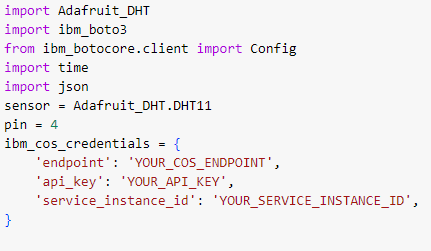 import Adafruit_DHT
import ibm_boto3
from ibm_botocore.client import Config
import time
import json
sensor = Adafruit_DHT.DHT11
pin = 4
ibm_cos_credentials = {
    'endpoint': 'YOUR_COS_ENDPOINT',
    'api_key': 'YOUR_API_KEY',
    'service_instance_id': 'YOUR_SERVICE_INSTANCE_ID',
}